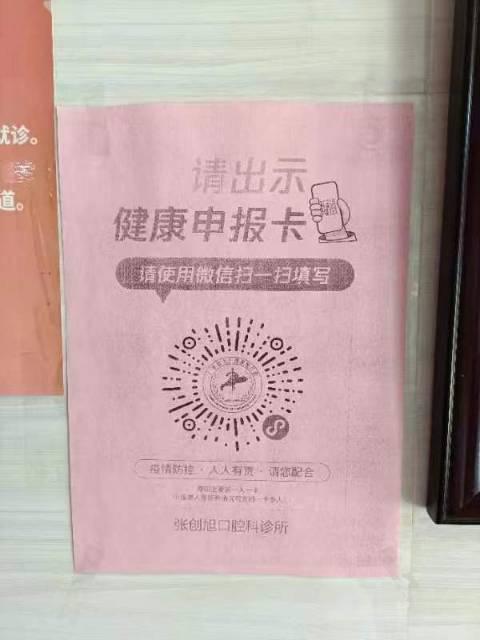 就诊。
道。
请出示
健康申报卡
请使用微信扫一扫填写
疫情防控·人人有责·请您配合
张创旭口腔科诊所